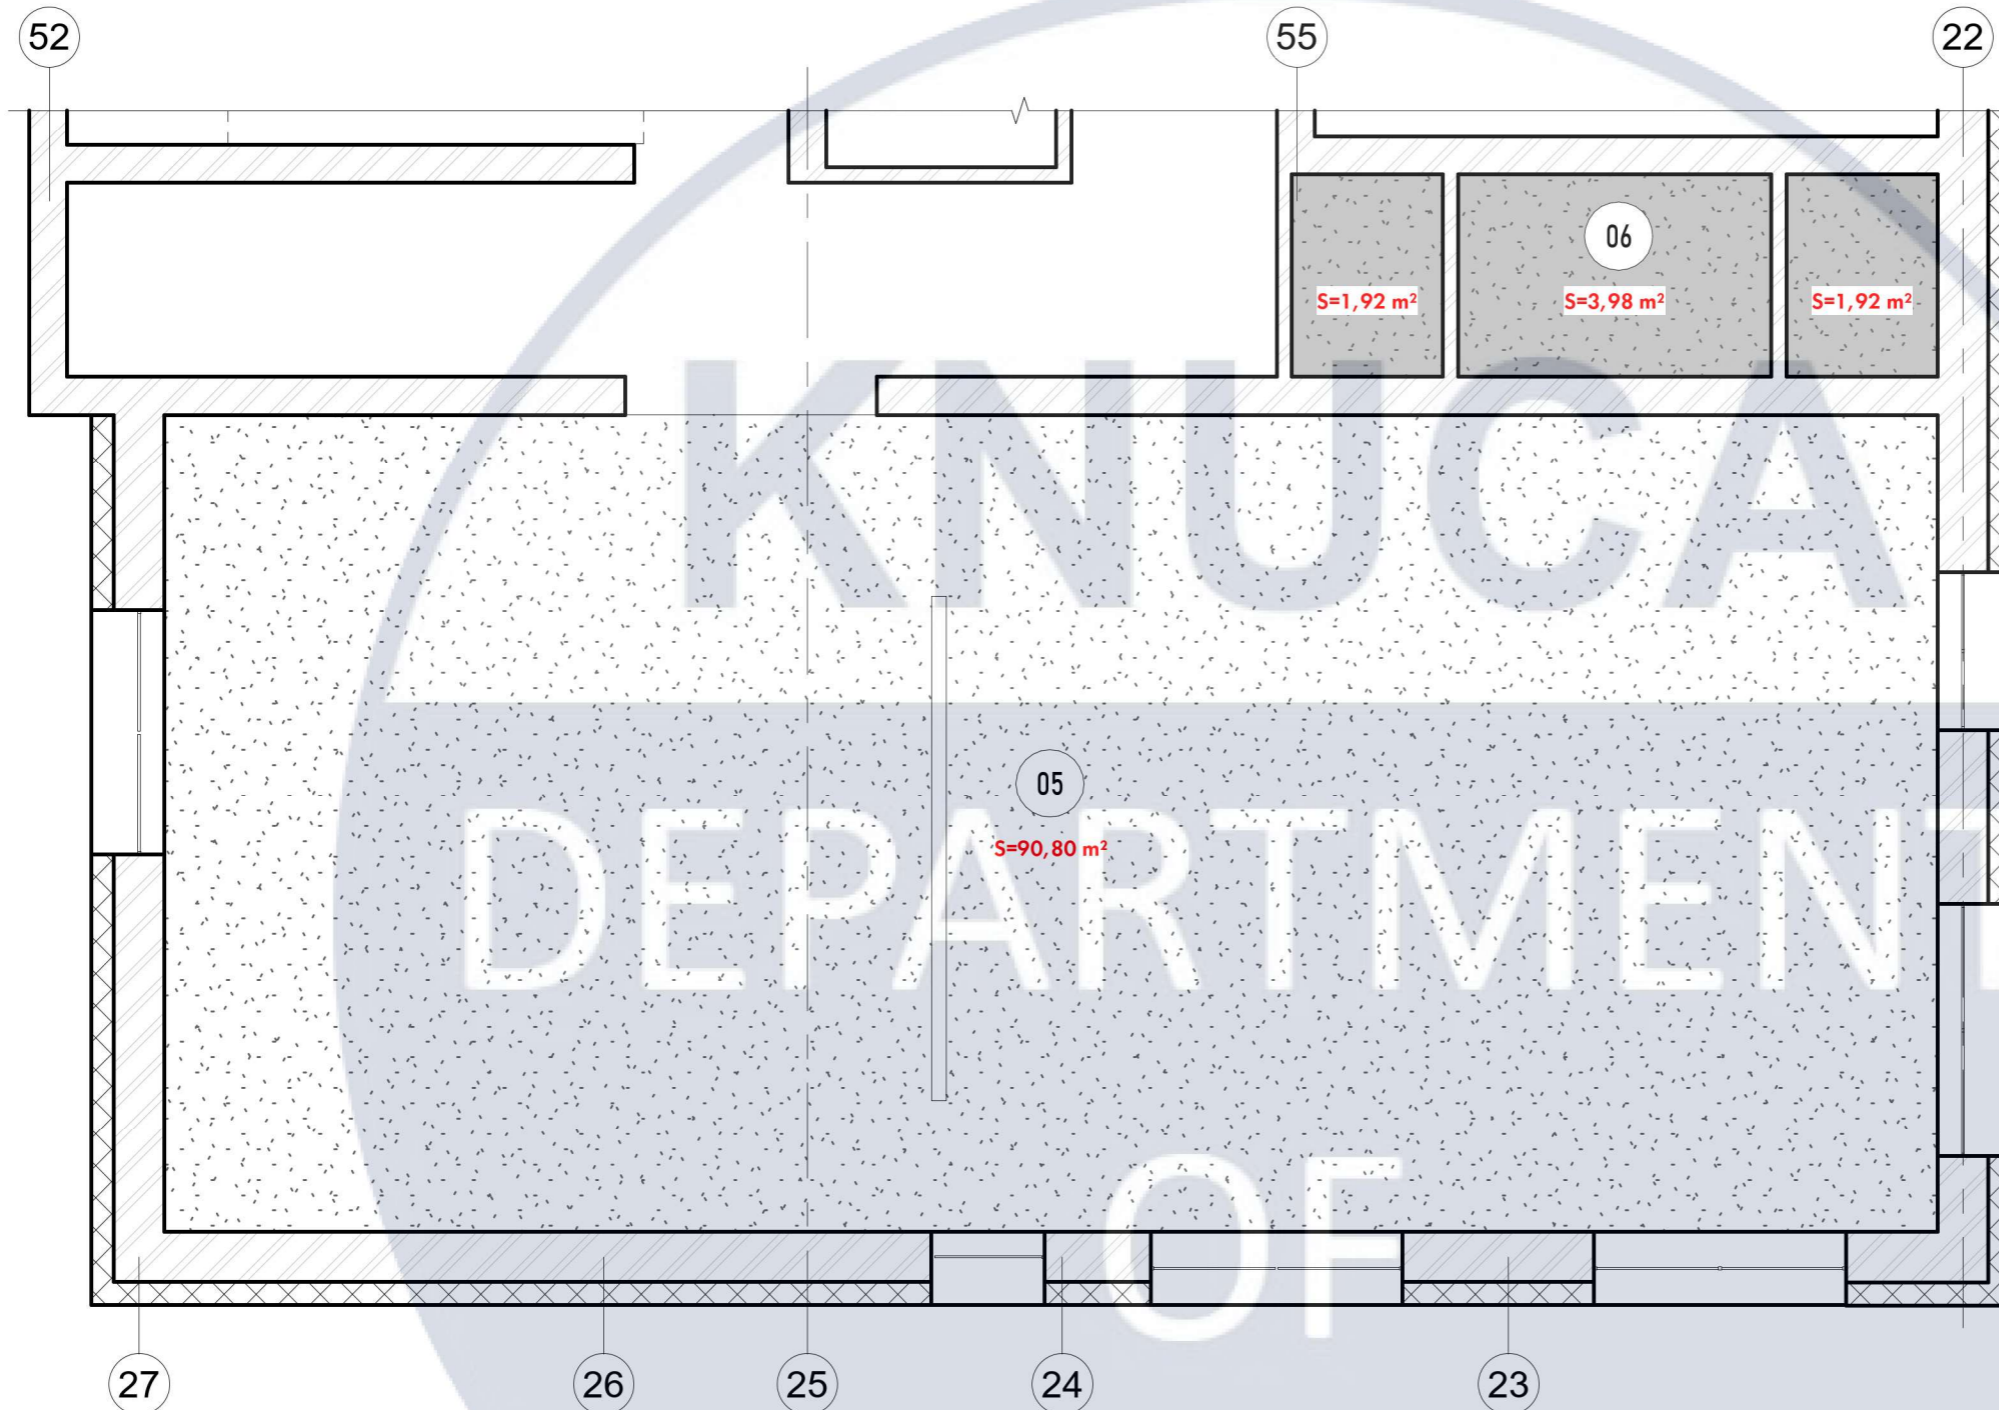 52 55 22
06
S=1,92 m² S=3,98 m² S=1,92 m²
KNUCA
05
S=90,80 m²
DEPARTMENT
OF
27 26 25 24 23